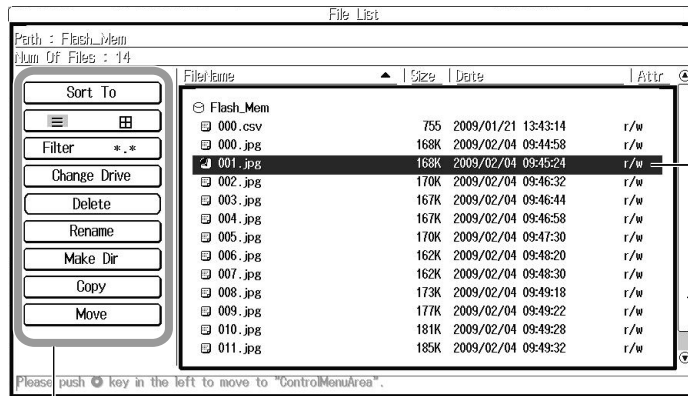 File List
Path : Flash_Mem
Num Of Files : 14
FileName Size Date Attr
Sort To
Filter *.*
Change Drive
Delete
Rename
Make Dir
Copy
Move
Flash_Mem
000.csv 755 2009/01/21 13:43:14 r/w
000.jpg 168K 2009/02/04 09:44:58 r/w
001.jpg 168K 2009/02/04 09:45:24 r/w
002.jpg 170K 2009/02/04 09:46:32 r/w
003.jpg 167K 2009/02/04 09:46:44 r/w
004.jpg 167K 2009/02/04 09:46:58 r/w
005.jpg 170K 2009/02/04 09:47:30 r/w
006.jpg 162K 2009/02/04 09:48:20 r/w
007.jpg 162K 2009/02/04 09:48:30 r/w
008.jpg 173K 2009/02/04 09:49:18 r/w
009.jpg 177K 2009/02/04 09:49:22 r/w
010.jpg 181K 2009/02/04 09:49:28 r/w
011.jpg 185K 2009/02/04 09:49:32 r/w
Please push key in the left to move to "ControlMenuArea".